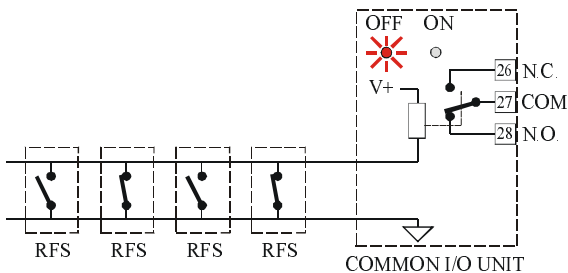 OFF ON
V+
26 N.C.
27 COM
28 N.O.
RFS RFS RFS RFS
COMMON I/O UNIT